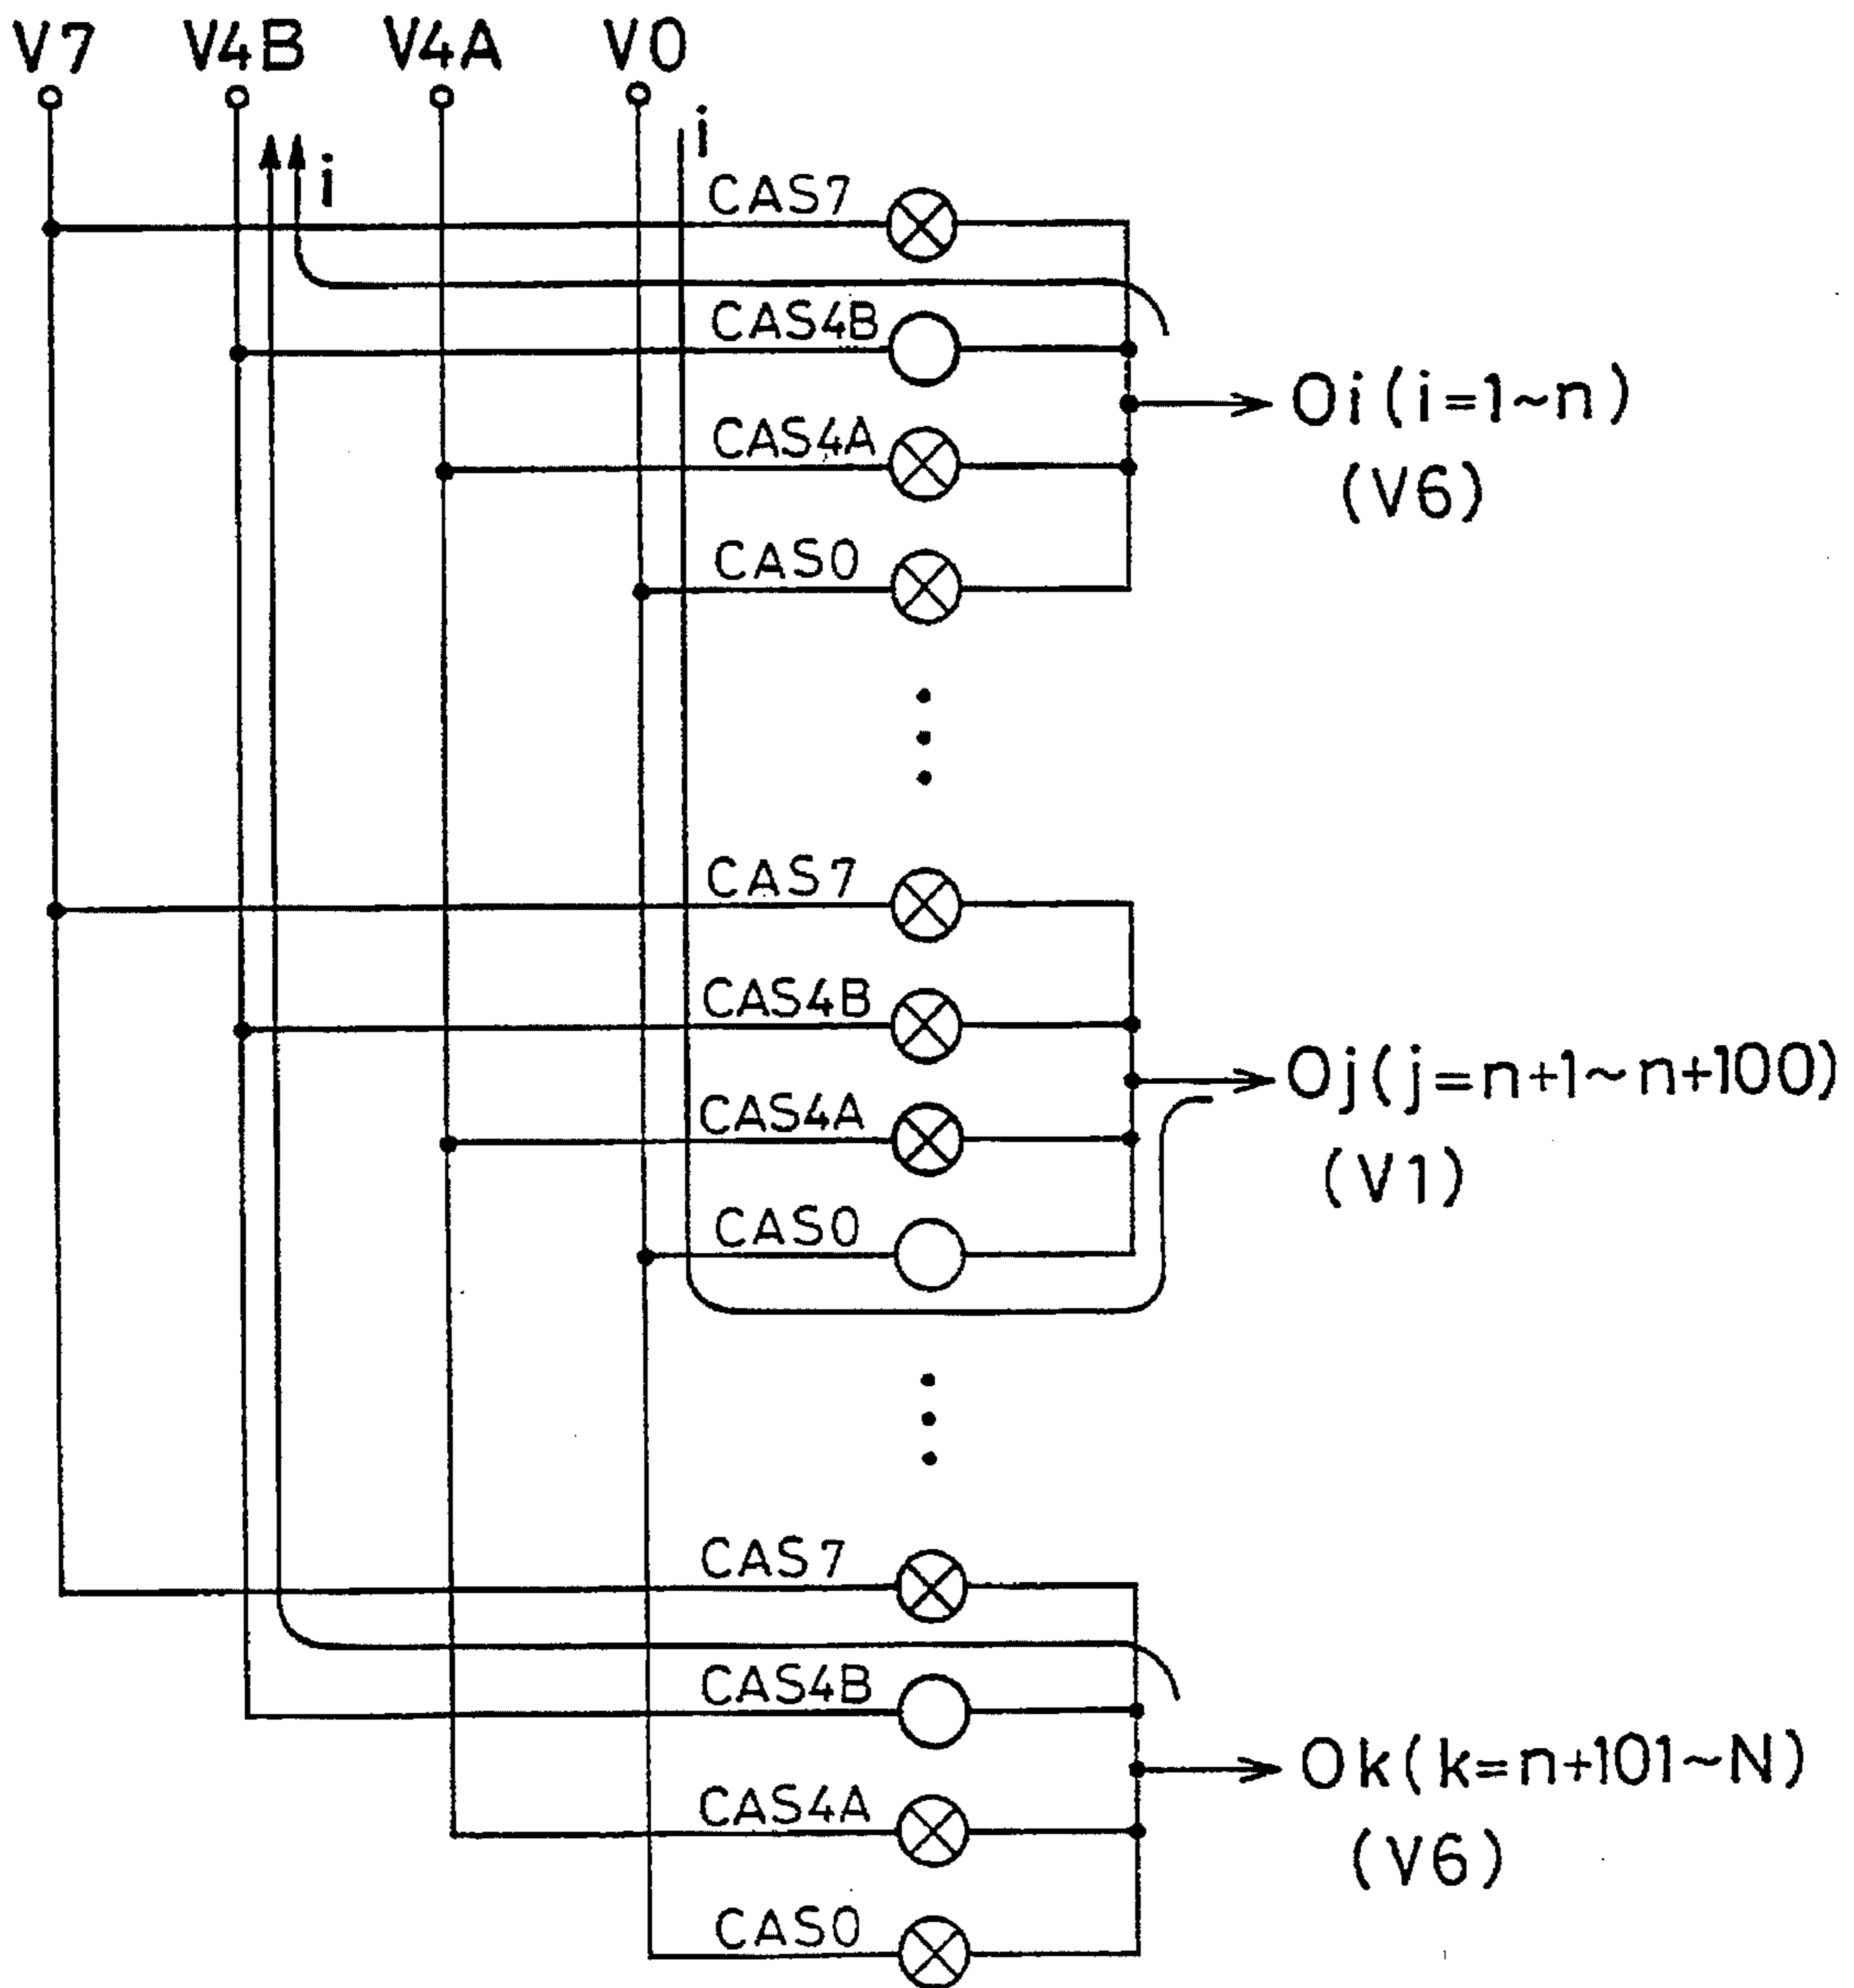 V7 V4B V4A V0
i
i
CAS7
CAS4B
Oi(i=1~n)
CAS4A
(V6)
CAS0
CAS7
CAS4B
Oj(j=n+1~n+100)
CAS4A
(V1)
CAS0
CAS7
CAS4B
Ok(k=n+101~N)
CAS4A
(V6)
CAS0